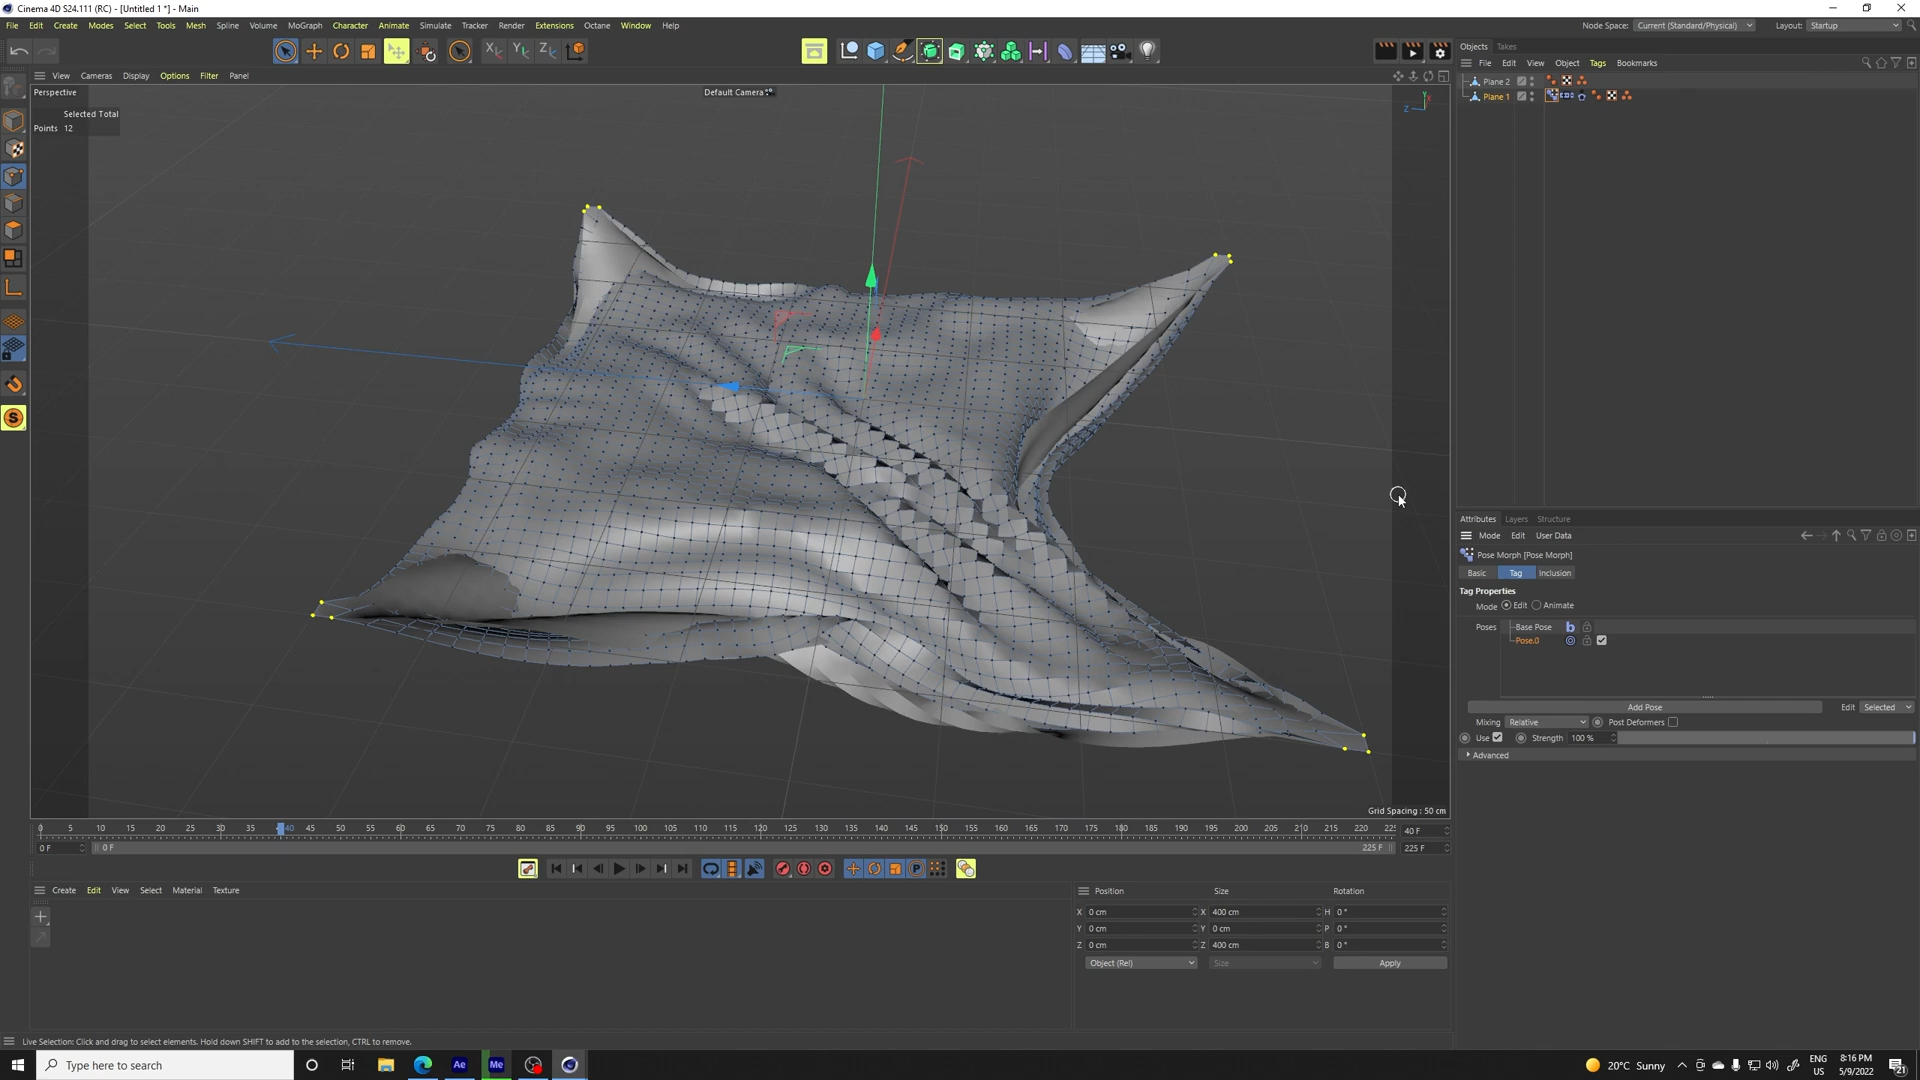 Cinema 4D S24.111 (RC) - [Untitled 1 *] - Main
File Edit Create Modes Select Tools Mesh Spline Volume MoGraph Character Animate Simulate Tracker Render Extensions Octane Window Help
Node Space: Current (Standard/Physical) Layout: Startup
Objects Takes
File Edit View Object Tags Bookmarks
View Cameras Display Options Filter Panel
Perspective
Default Camera
Selected Total
Points 12
Plane 2
Plane 1
Attributes Layers Structure
Mode Edit User Data
Pose Morph [Pose Morph]
Basic Tag Inclusion
Tag Properties
Mode Edit Animate
Poses Base Pose
Pose.0
Add Pose Edit Selected
Mixing Relative Post Deformers
Use Strength 100 %
Advanced
Grid Spacing : 50 cm
0 5 10 15 20 25 30 35 40 45 50 55 60 65 70 75 80 85 90 95 100 105 110 115 120 125 130 135 140 145 150 155 160 165 170 175 180 185 190 195 200 205 210 215 220 225 40 F
0 F 0 F 225 F 225 F
Create Edit View Select Material Texture
Position Size Rotation
X 0 cm X 400 cm H 0 °
Y 0 cm Y 0 cm P 0 °
Z 0 cm Z 400 cm B 0 °
Object (Rel) Size Apply
Live Selection: Click and drag to select elements. Hold down SHIFT to add to the selection, CTRL to remove.
Type here to search
Ae Me
20°C Sunny
ENG
US
8:16 PM
5/9/2022
21